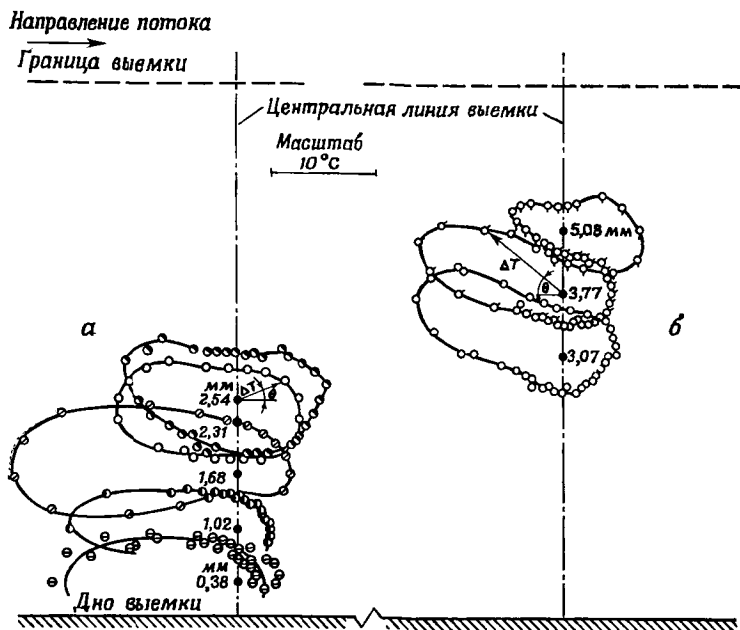 Направление потока
Граница выемки
Центральная линия выемки
Масштаб
10°C
5,08 мм
ΔT
θ
3,77
3,07
а
б
мм
2,54
ΔT
θ
2,31
1,68
1,02
мм
0,38
Дно выемки